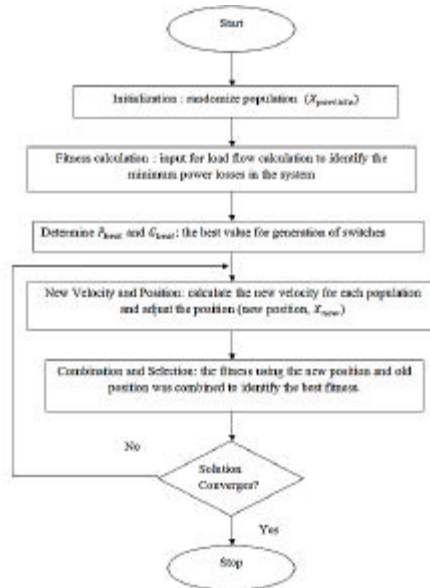 Start
Initialization : randomize population (X
Fitness calculation : input for load flow calculation to identify the
minimum power losses in the system
Determine P_best and G_best: the best value for generation of switches
New Velocity and Position: calculate the new velocity for each population
and adjust the position (new position, X_new)
Combination and Selection: the fitness using the new position and old
position was combined to identify the best fitness.
No
Solution
Converges?
Yes
Stop